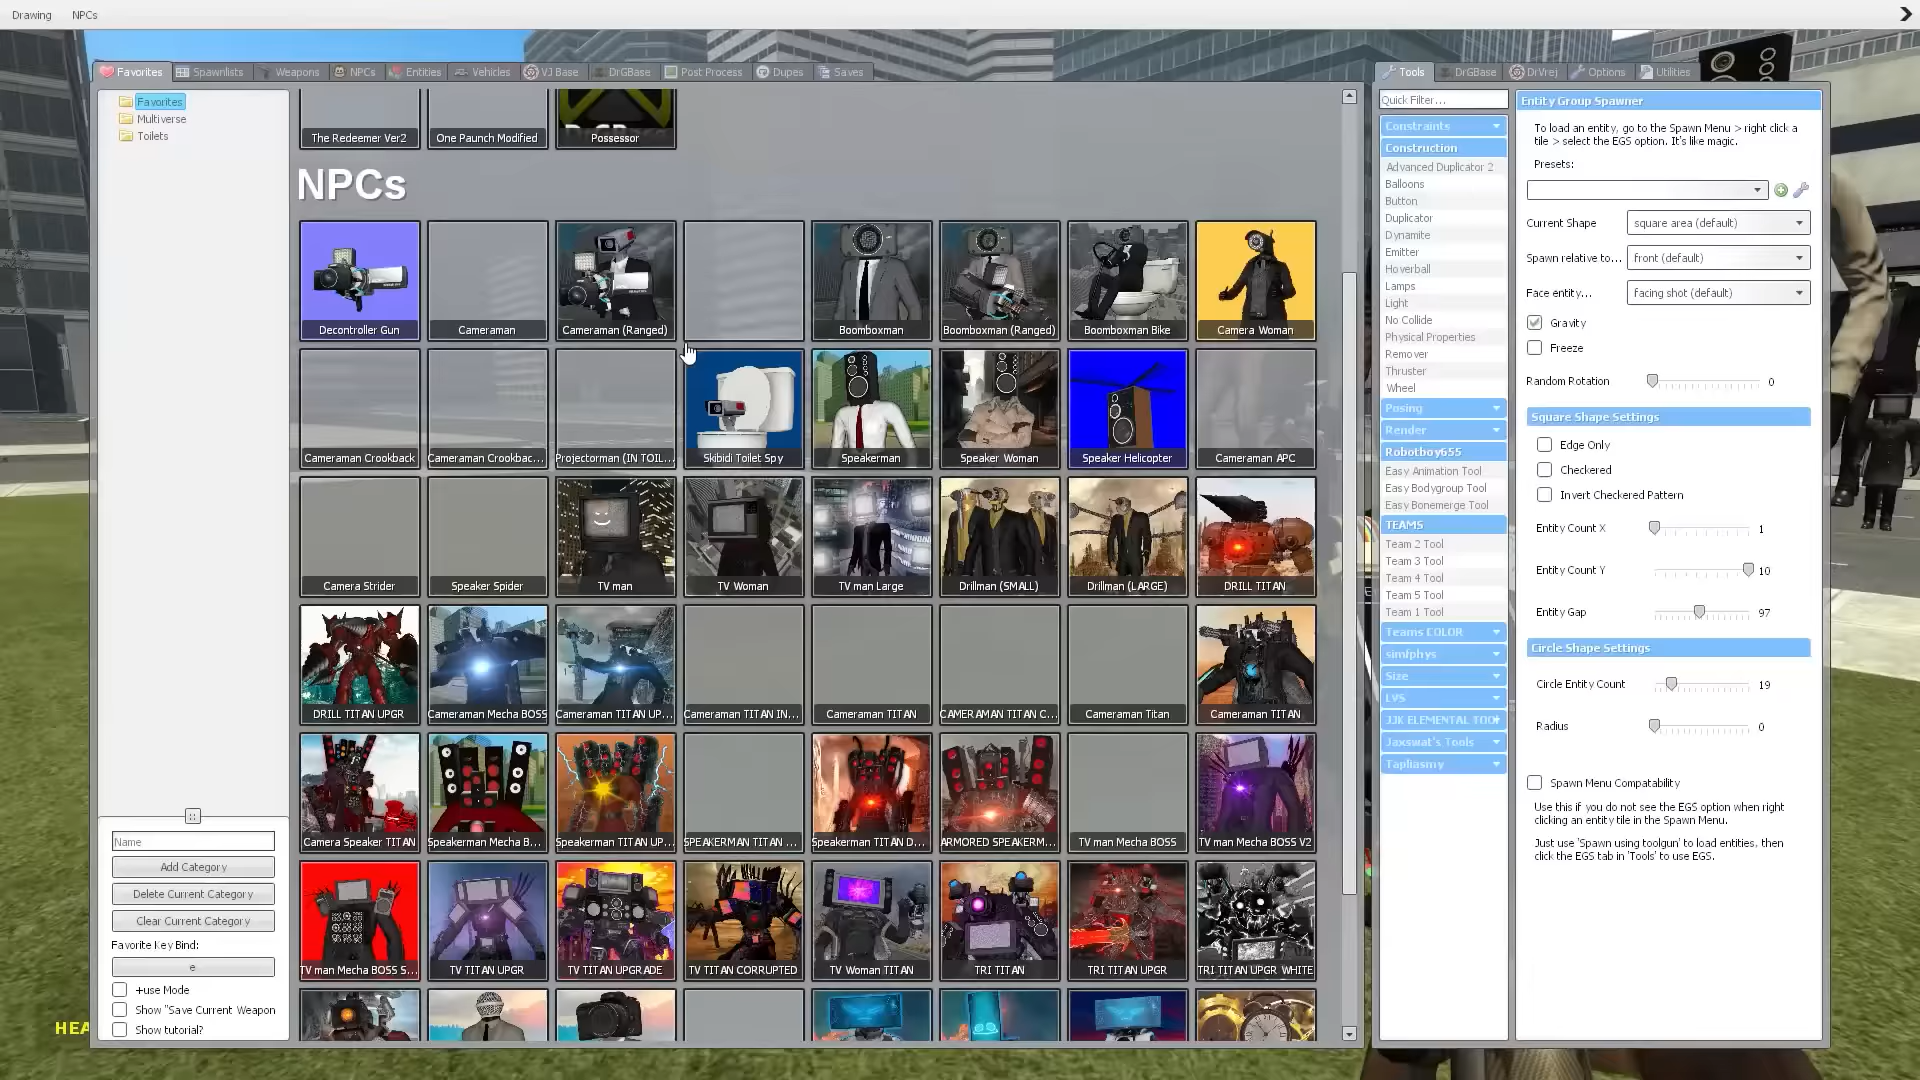 Drawing NPCs
Favorites Spawnlists Weapons NPCs Entities Vehicles VJ Base DrGBase Post Process Dupes Saves
Tools DrGBase DrVrej Options Utilities
Favorites
Multiverse
Toilets
The Redeemer Ver2 One Paunch Modified Possessor
NPCs
Decontroller Gun Cameraman Cameraman (Ranged) Boomboxman Boomboxman (Ranged) Boomboxman Bike Camera Woman
Cameraman Crookback Cameraman Crookbac... Projectorman (IN TOIL... Skibidi Toilet Spy Speakerman Speaker Woman Speaker Helicopter Cameraman APC
Camera Strider Speaker Spider TV man TV Woman TV man Large Drillman (SMALL) Drillman (LARGE) DRILL TITAN
DRILL TITAN UPGR Cameraman Mecha BOSS Cameraman TITAN UP... Cameraman TITAN IN... Cameraman TITAN CAMERAMAN TITAN C... Cameraman Titan Cameraman TITAN
Camera Speaker TITAN Speakerman Mecha B... Speakerman TITAN UP... SPEAKERMAN TITAN ... Speakerman TITAN D... ARMORED SPEAKERM... TV man Mecha BOSS TV man Mecha BOSS V2
TV man Mecha BOSS S... TV TITAN UPGR TV TITAN UPGRADE TV TITAN CORRUPTED TV Woman TITAN TRI TITAN TRI TITAN UPGR TRI TITAN UPGR WHITE
Name
Add Category
Delete Current Category
Clear Current Category
Favorite Key Bind:
e
+use Mode
Show "Save Current Weapon
Show tutorial?
HEA
Quick Filter...
Constraints
Construction
Advanced Duplicator 2
Balloons
Button
Duplicator
Dynamite
Emitter
Hoverball
Lamps
Light
No Collide
Physical Properties
Remover
Thruster
Wheel
Posing
Render
Robotboy655
Easy Animation Tool
Easy Bodygroup Tool
Easy Bonemerge Tool
TEAMS
Team 2 Tool
Team 3 Tool
Team 4 Tool
Team 5 Tool
Team 1 Tool
Teams COLOR
simfphys
Size
LVS
JJK ELEMENTAL TOO
Jaxswat's Tools
Tapliasmy
Entity Group Spawner
To load an entity, go to the Spawn Menu > right click a
tile > select the EGS option. It's like magic.
Presets:
Current Shape square area (default)
Spawn relative to... front (default)
Face entity... facing shot (default)
Gravity
Freeze
Random Rotation 0
Square Shape Settings
Edge Only
Checkered
Invert Checkered Pattern
Entity Count X 1
Entity Count Y 10
Entity Gap 97
Circle Shape Settings
Circle Entity Count 19
Radius 0
Spawn Menu Compatability
Use this if you do not see the EGS option when right
clicking an entity tile in the Spawn Menu.
Just use 'Spawn using toolgun' to load entities, then
click the EGS tab in 'Tools' to use EGS.